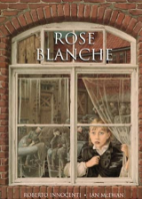 ROSE
BLANCHE
ROBERTO INNOCENTI • IAN McEWAN